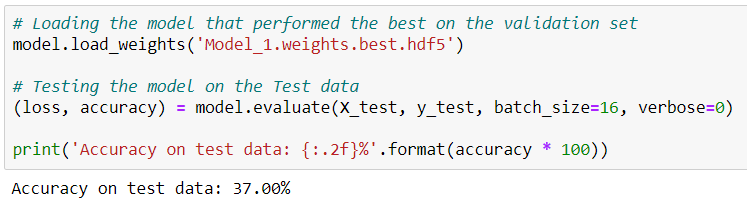 # Loading the model that performed the best on the validation set
model.load_weights('Model_1.weights.best.hdf5')
# Testing the model on the Test data
(loss, accuracy) = model.evaluate(X_test, y_test, batch_size=16, verbose=0)
print('Accuracy on test data: {:.2f}%'.format(accuracy * 100))
Accuracy on test data: 37.00%